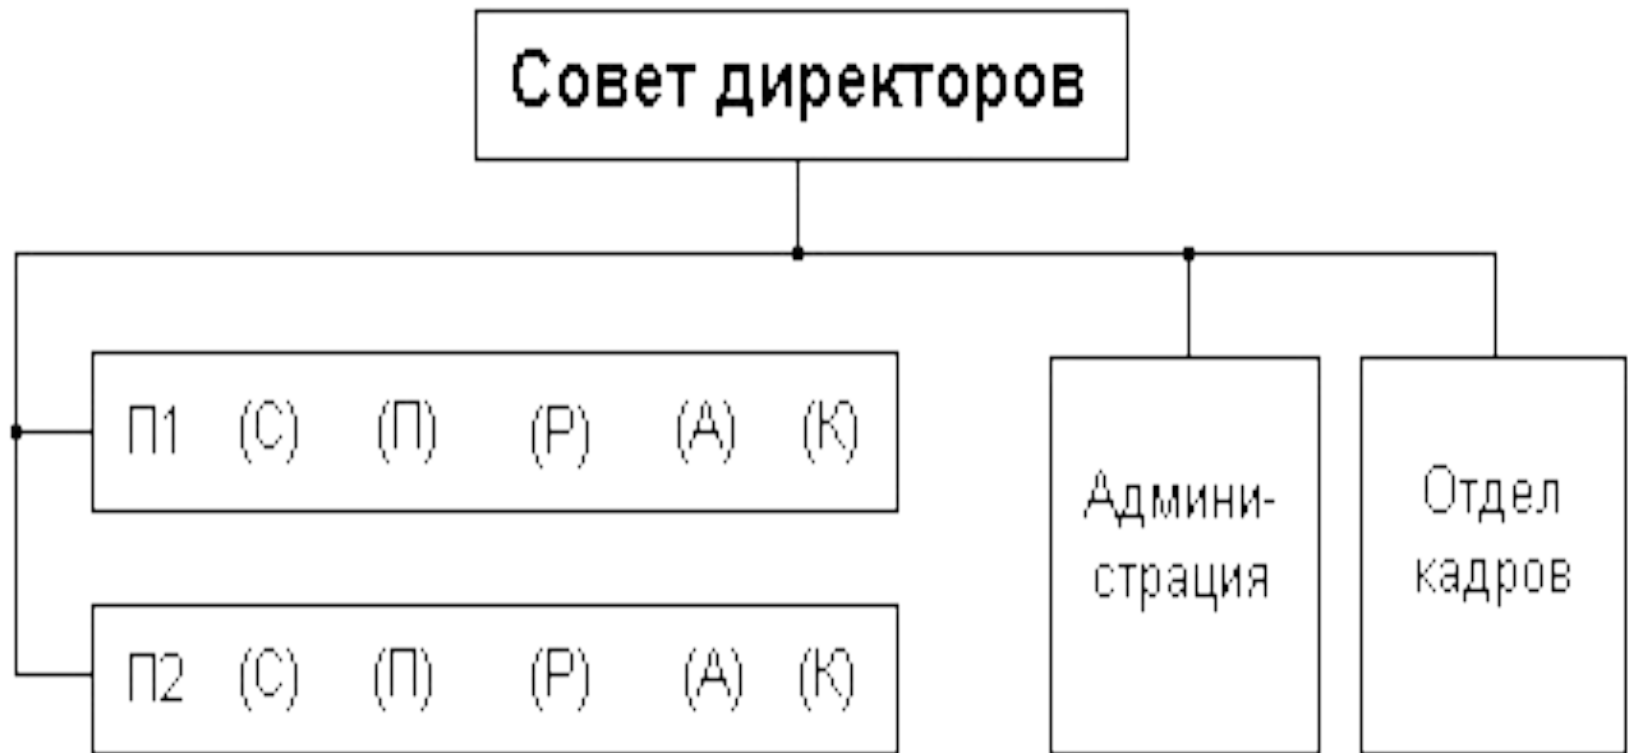 Совет директоров
П1 (С) (П) (Р) (А) (К)
П2 (С) (П) (Р) (А) (К)
Админи-
страция
Отдел
кадров